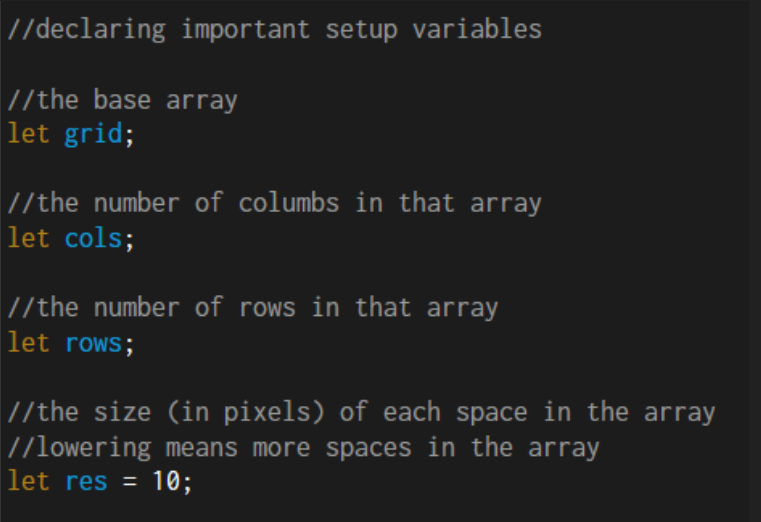 //declaring important setup variables
//the base array
let grid;
//the number of columbs in that array
let cols;
//the number of rows in that array
let rows;
//the size (in pixels) of each space in the array
//lowering means more spaces in the array
let res = 10;